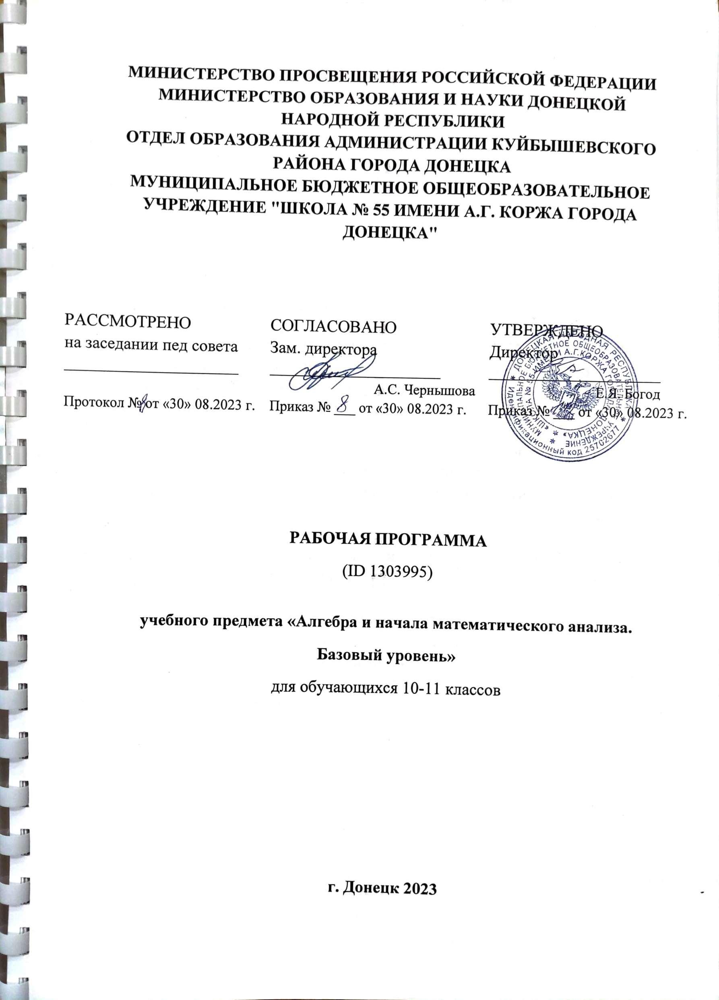 МИНИСТЕРСТВО ПРОСВЕЩЕНИЯ РОССИЙСКОЙ ФЕДЕРАЦИИ
МИНИСТЕРСТВО ОБРАЗОВАНИЯ И НАУКИ ДОНЕЦКОЙ
НАРОДНОЙ РЕСПУБЛИКИ
ОТДЕЛ ОБРАЗОВАНИЯ АДМИНИСТРАЦИИ КУЙБЫШЕВСКОГО
РАЙОНА ГОРОДА ДОНЕЦКА
МУНИЦИПАЛЬНОЕ БЮДЖЕТНОЕ ОБЩЕОБРАЗОВАТЕЛЬНОЕ
УЧРЕЖДЕНИЕ "ШКОЛА № 55 ИМЕНИ А.Г. КОРЖА ГОРОДА
ДОНЕЦКА"
РАССМОТРЕНО
на заседании пед совета
Протокол № от «30» 08.2023 г.
СОГЛАСОВАНО
Зам. директора
А.С. Чернышова
Приказ № 8 от «30» 08.2023 г.
УТВЕРЖДЕНО
Директор
Е.Я. Богод
Приказ № от «30» 08.2023 г.
ДОНЕЦКАЯ НАРОДНАЯ РЕСПУБЛИКА
Идентификационный код 25702677
МУНИЦИПАЛЬНОЕ БЮДЖЕТНОЕ ОБЩЕОБРАЗОВАТЕЛЬНОЕ УЧРЕЖДЕНИЕ
«ШКОЛА № 55 ИМЕНИ А.Г.КОРЖА ГОРОДА ДОНЕЦКА»
РАБОЧАЯ ПРОГРАММА
(ID 1303995)
учебного предмета «Алгебра и начала математического анализа.
Базовый уровень»
для обучающихся 10-11 классов
г. Донецк 2023